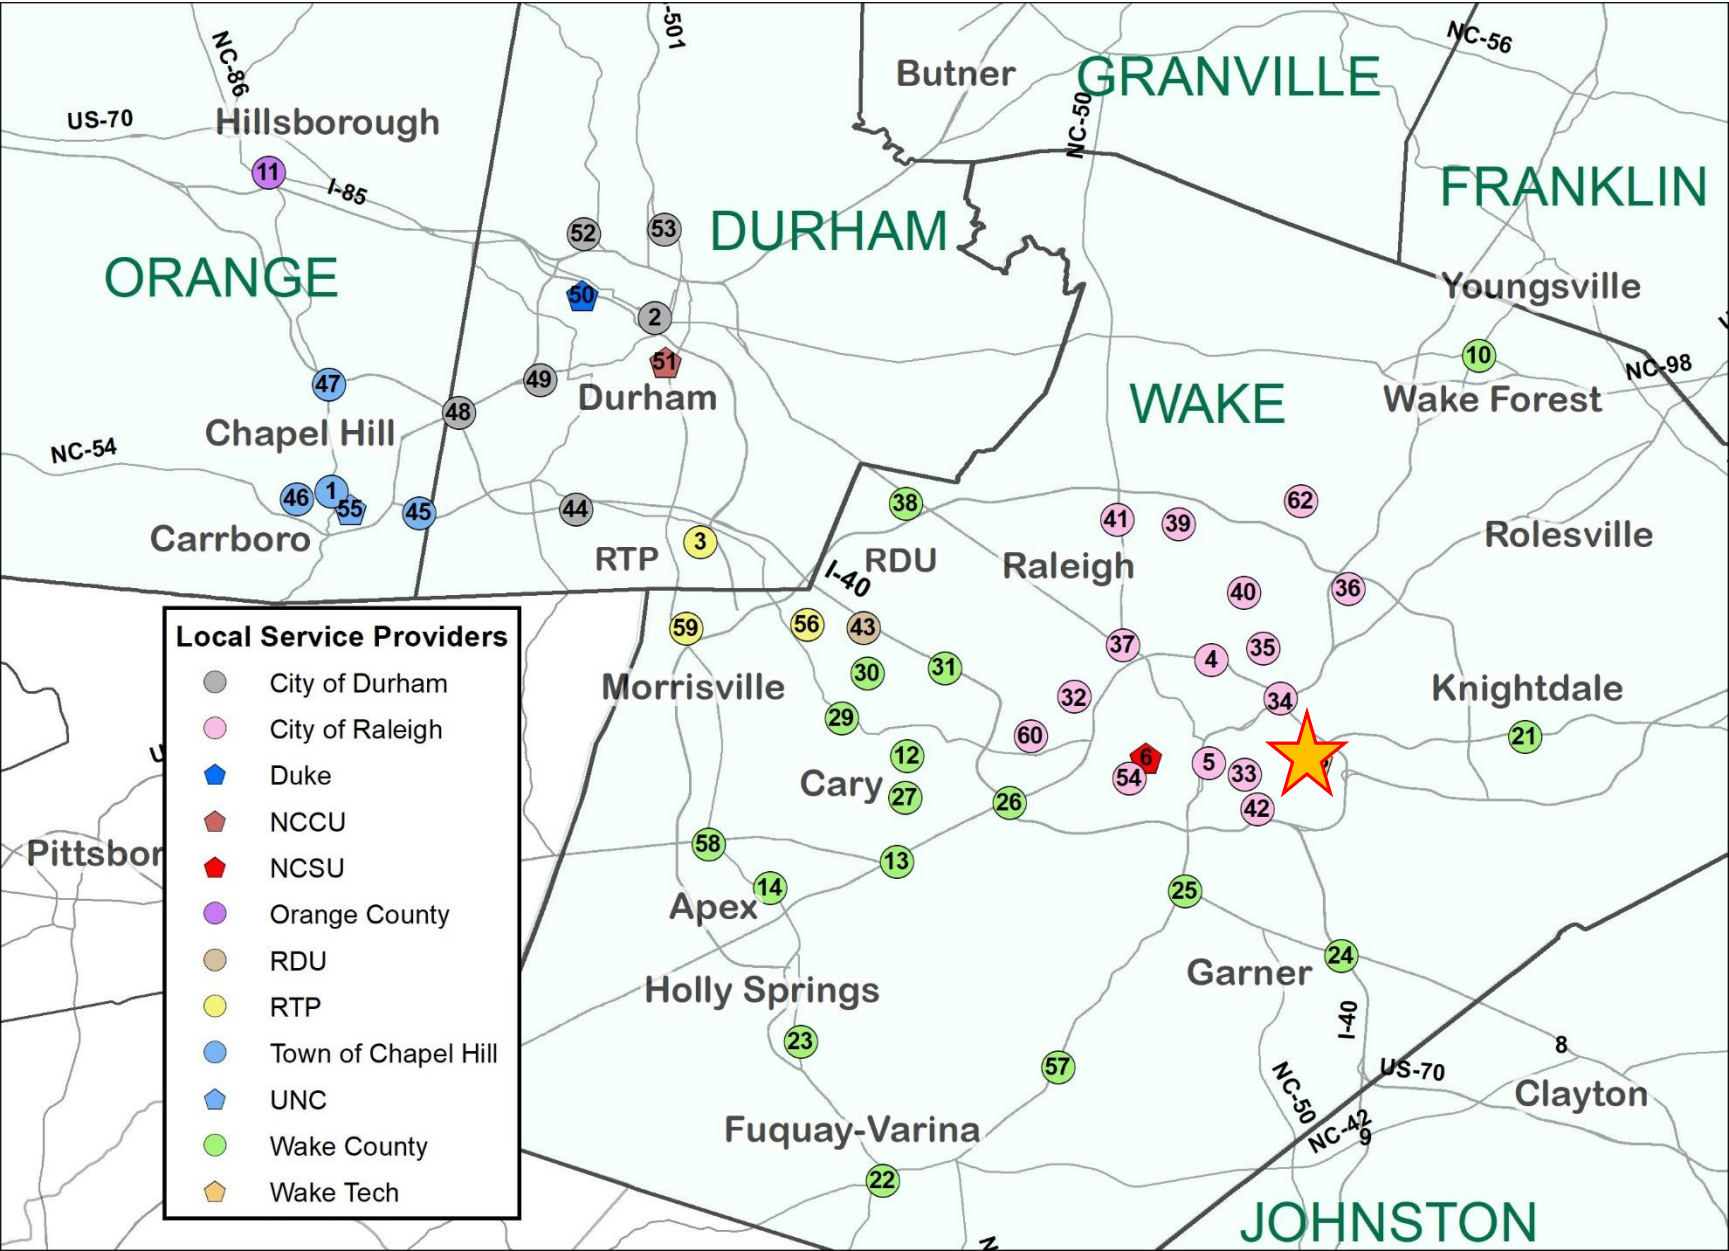 NC-86
-501
Butner
GRANVILLE
NC-56
NC-50
US-70
Hillsborough
11
I-85
FRANKLIN
52
53
DURHAM
ORANGE
Youngsville
50
2
51
10
NC-98
47
49
Durham
WAKE
Wake Forest
48
Chapel Hill
NC-54
46
1
55
45
44
38
41
39
62
Carrboro
RTP
3
RDU
Raleigh
Rolesville
I-40
40
36
59
56
43
37
4
35
30
31
Morrisville
32
34
Knightdale
29
60
21
12
6
54
5
33
Cary
27
26
42
58
13
Pittsbor
14
Apex
25
24
Garner
Holly Springs
I-40
23
8
57
US-70
NC-50
Clayton
NC-42
9
Fuquay-Varina
22
JOHNSTON
N
U
Local Service Providers
City of Durham
City of Raleigh
Duke
NCCU
NCSU
Orange County
RDU
RTP
Town of Chapel Hill
UNC
Wake County
Wake Tech